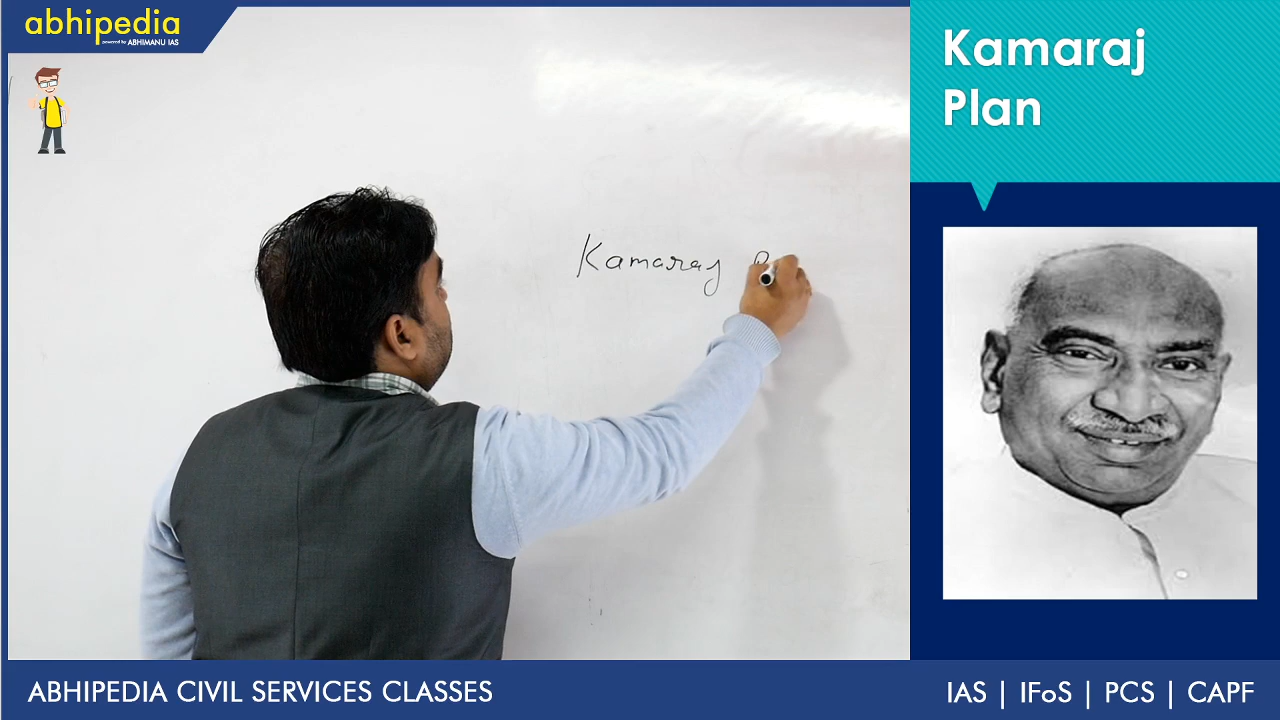 abhipedia
powered by ABHIMANU IAS
Kamaraj
Plan
Kamaraj
ABHIPEDIA CIVIL SERVICES CLASSES
IAS | IFoS | PCS | CAPF